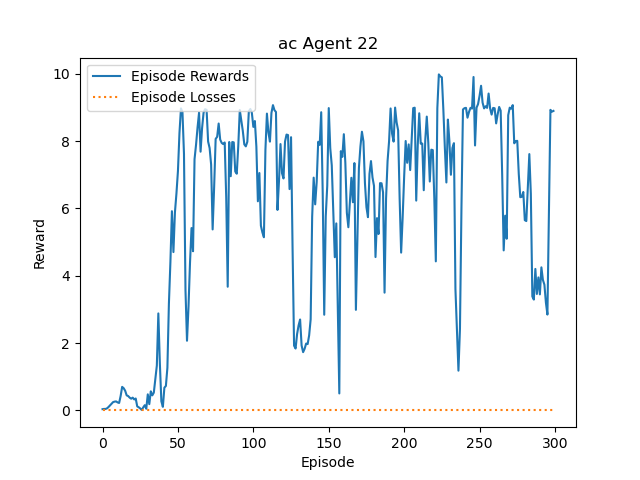 ac Agent 22
Episode Rewards
Episode Losses
Reward
10
8
6
4
2
0
0 50 100 150 200 250 300
Episode